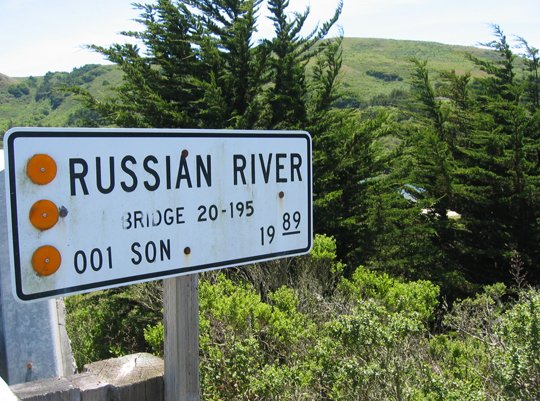 RUSSIAN RIVER
BRIDGE 20-195
001 SON 19 89